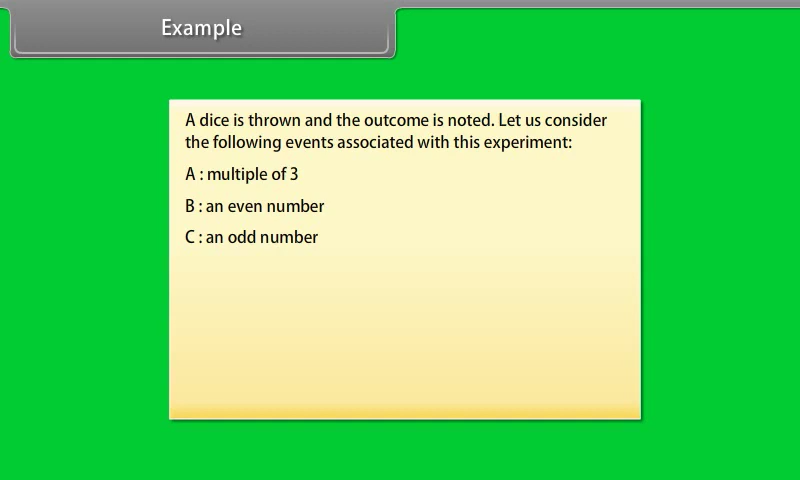 Example
A dice is thrown and the outcome is noted. Let us consider
the following events associated with this experiment:
A : multiple of 3
B : an even number
C : an odd number